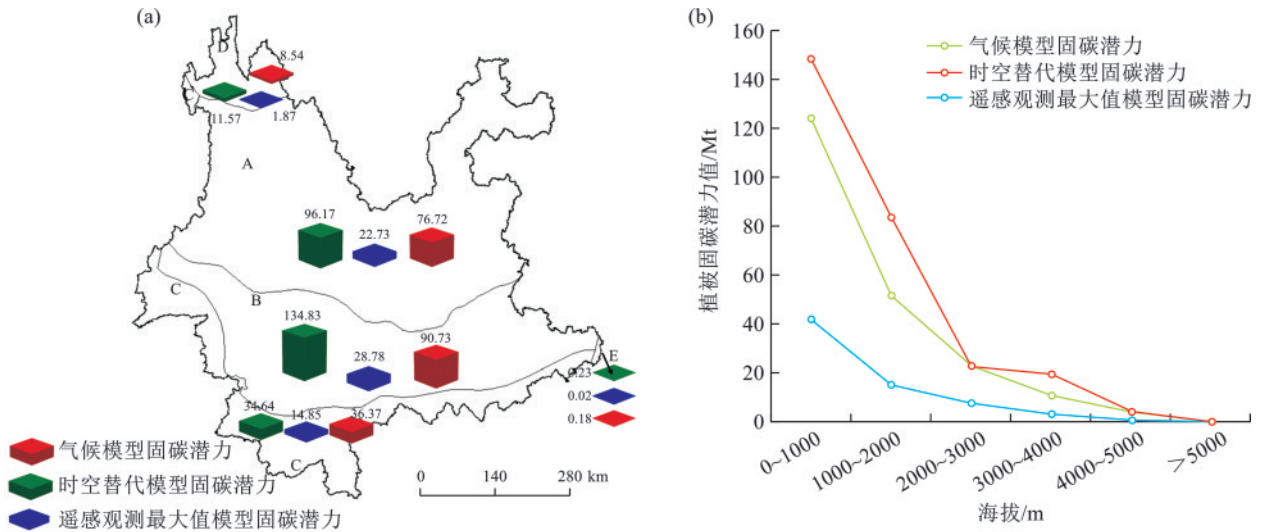 (a)
D
8.54
C
11.57
1.87
A
96.17
22.73
76.72
C
B
134.83
28.78
90.73
E
0.23
0.02
0.18
34.64
14.85
36.37
C
气候模型固碳潜力
时空替代模型固碳潜力
遥感观测最大值模型固碳潜力
0 140 280 km
(b)
160
140
120
100
80
60
40
20
0
植被固碳潜力值/Mt
气候模型固碳潜力
时空替代模型固碳潜力
遥感观测最大值模型固碳潜力
0~1000
1000~2000
2000~3000
3000~4000
4000~5000
>5000
海拔/m